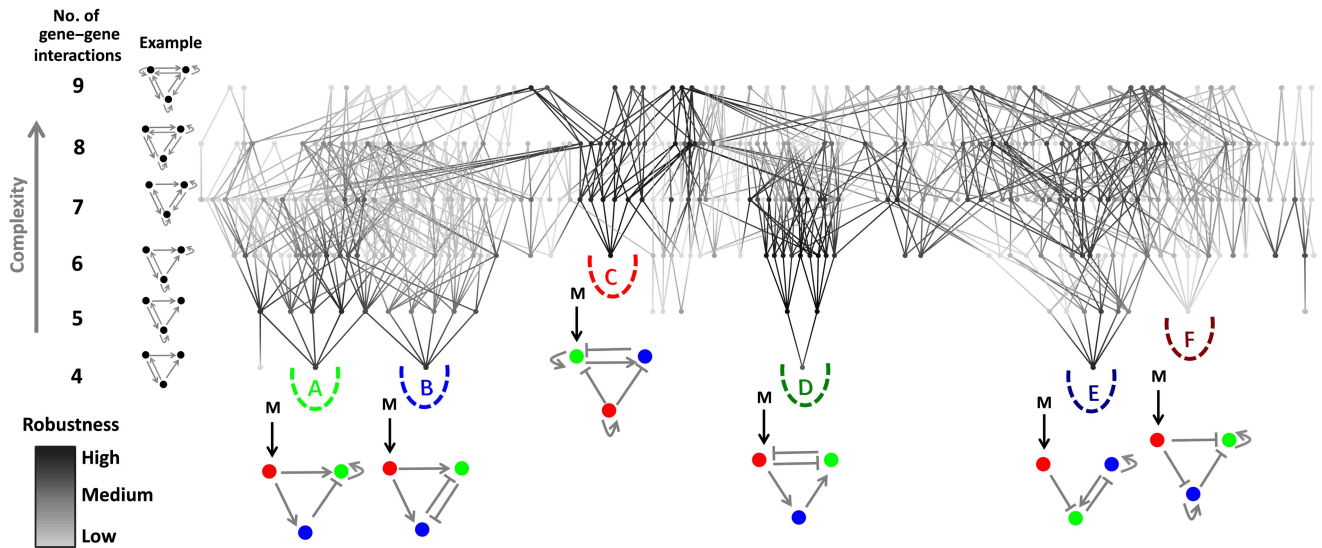 No. of
gene-gene
interactions
Example
9
8
7
6
5
4
Complexity
Robustness
High
Medium
Low
A
B
C
D
E
F
M
M
M
M
M
M